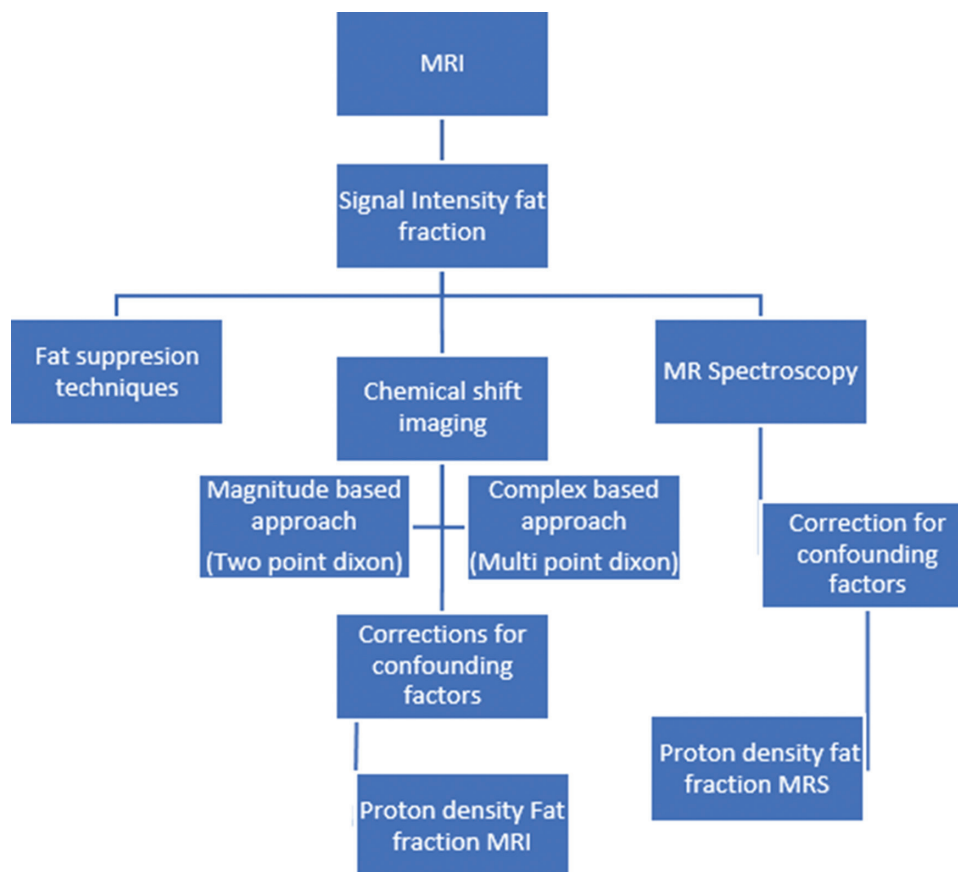 MRI
Signal Intensity fat
fraction
Fat suppresion
techniques
Chemical shift
imaging
MR Spectroscopy
Magnitude based
approach
(Two point dixon)
Complex based
approach
(Multi point dixon)
Correction for
confounding
factors
Corrections for
confounding
factors
Proton density fat
fraction MRS
Proton density Fat
fraction MRI